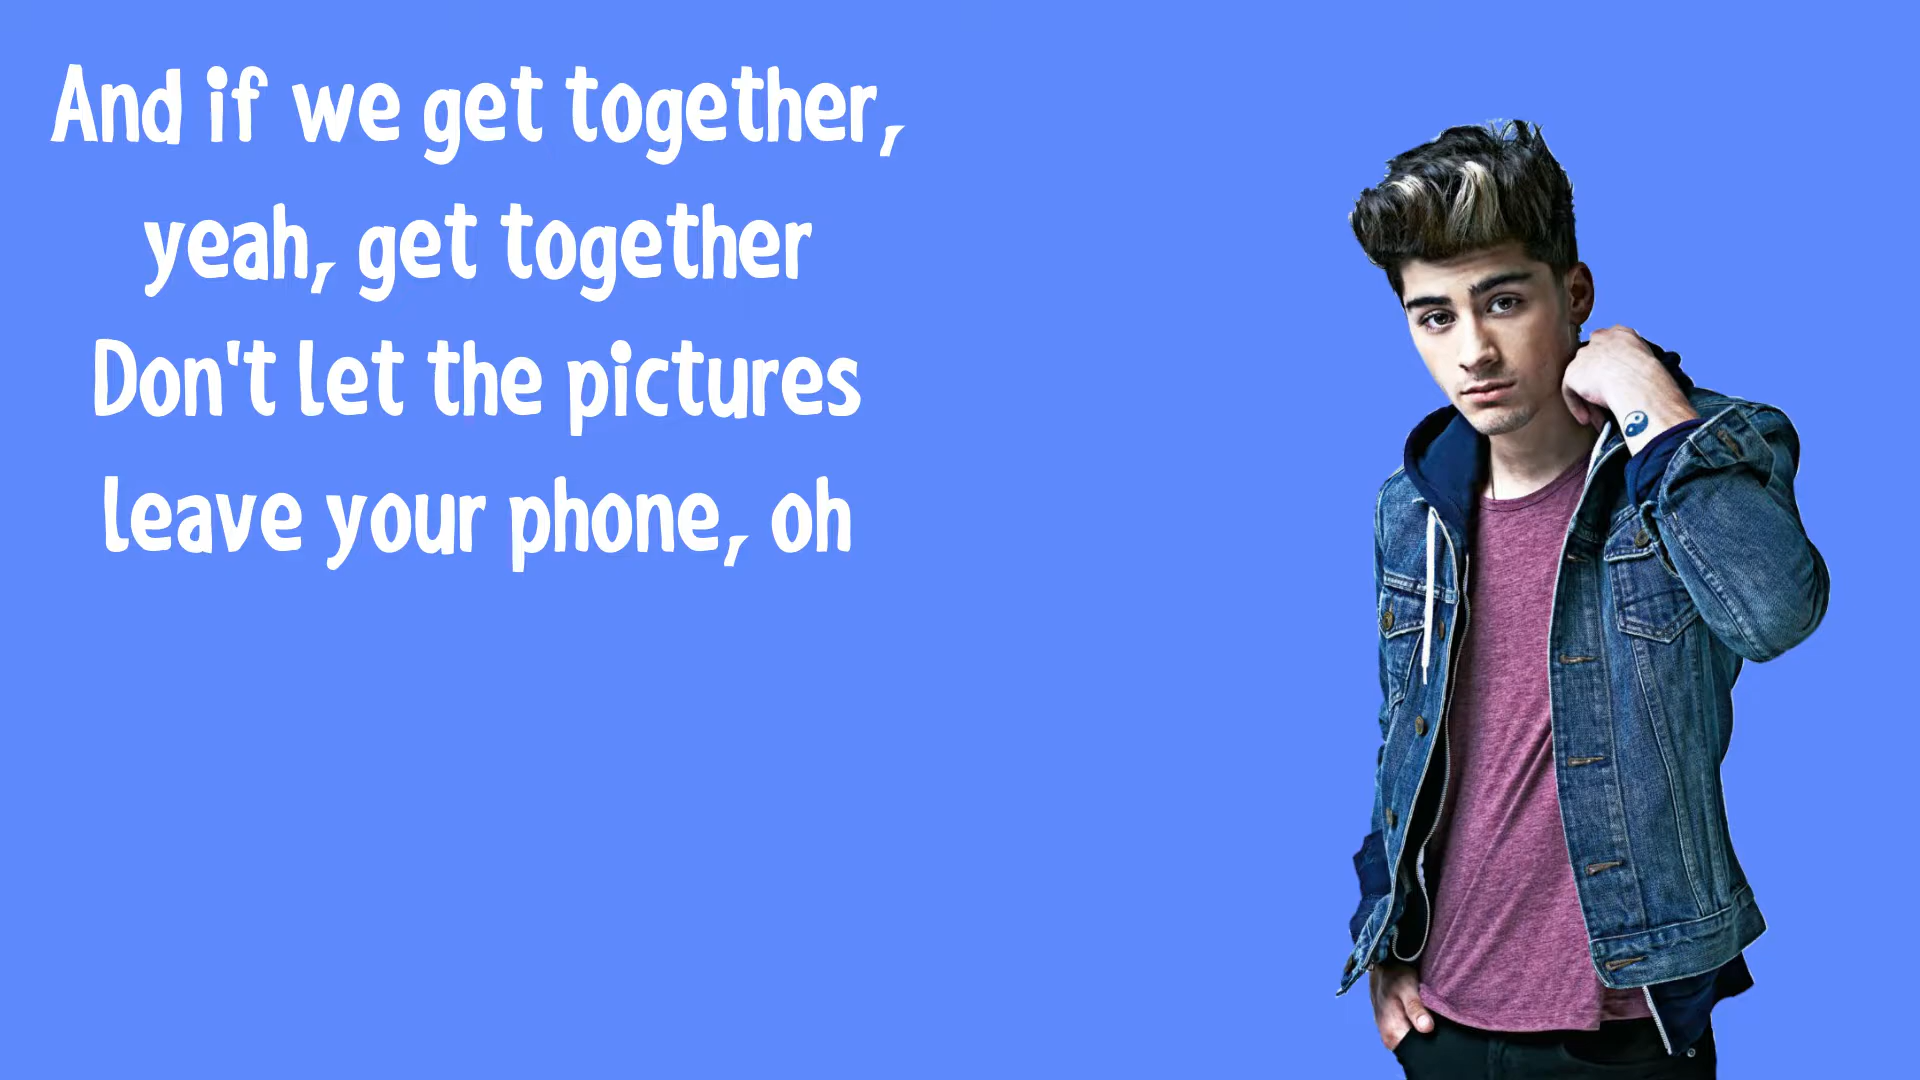 And if we get together,
yeah, get together
Don't let the pictures
leave your phone, oh